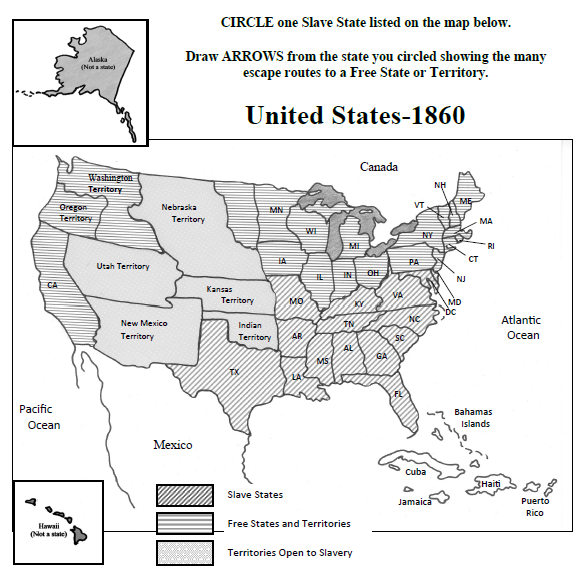 CIRCLE one Slave State listed on the map below.
Draw ARROWS from the state you circled showing the many
escape routes to a Free State or Territory.
United States-1860
Alaska
(Not a state)
Canada
Washington
Territory
Oregon
Territory
Nebraska
Territory
MN
WI
MI
NH
VT
ME
MA
NY
RI
CT
PA
NJ
IA
IL
IN
OH
MD
DC
Utah Territory
CA
Kansas
Territory
MO
KY
VA
New Mexico
Territory
Indian
Territory
AR
TN
NC
SC
MS
AL
GA
TX
LA
FL
Atlantic
Ocean
Pacific
Ocean
Mexico
Bahamas
Islands
Cuba
Haiti
Jamaica
Puerto
Rico
Hawaii
(Not a state)
Slave States
Free States and Territories
Territories Open to Slavery